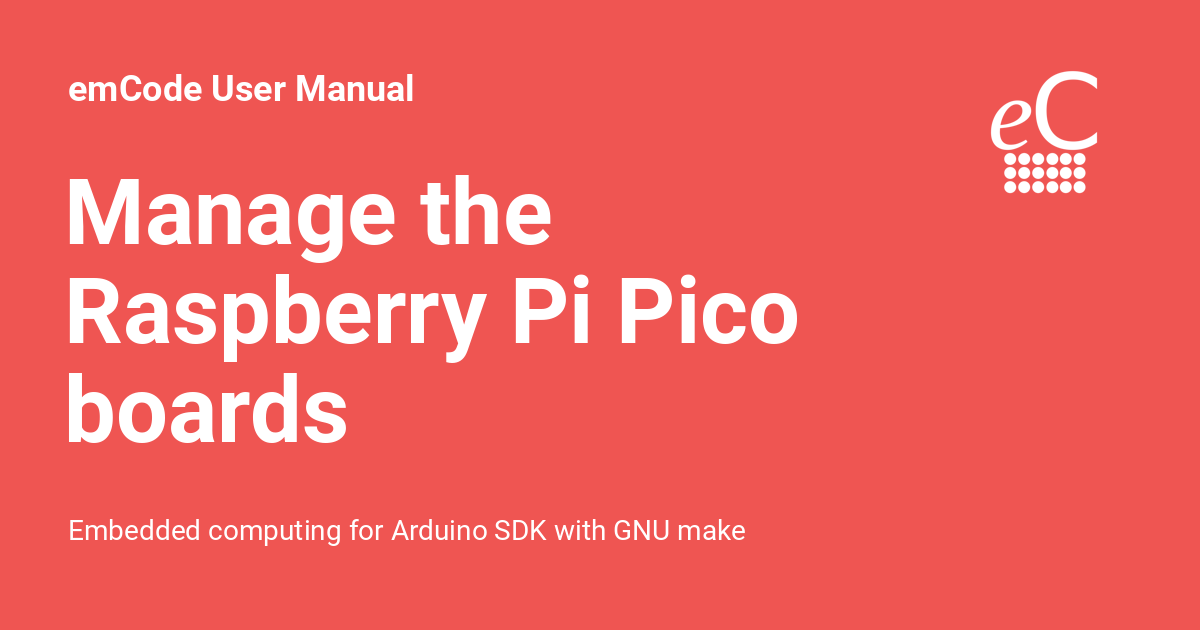 emCode User Manual
eC
Manage the
Raspberry Pi Pico
boards
Embedded computing for Arduino SDK with GNU make